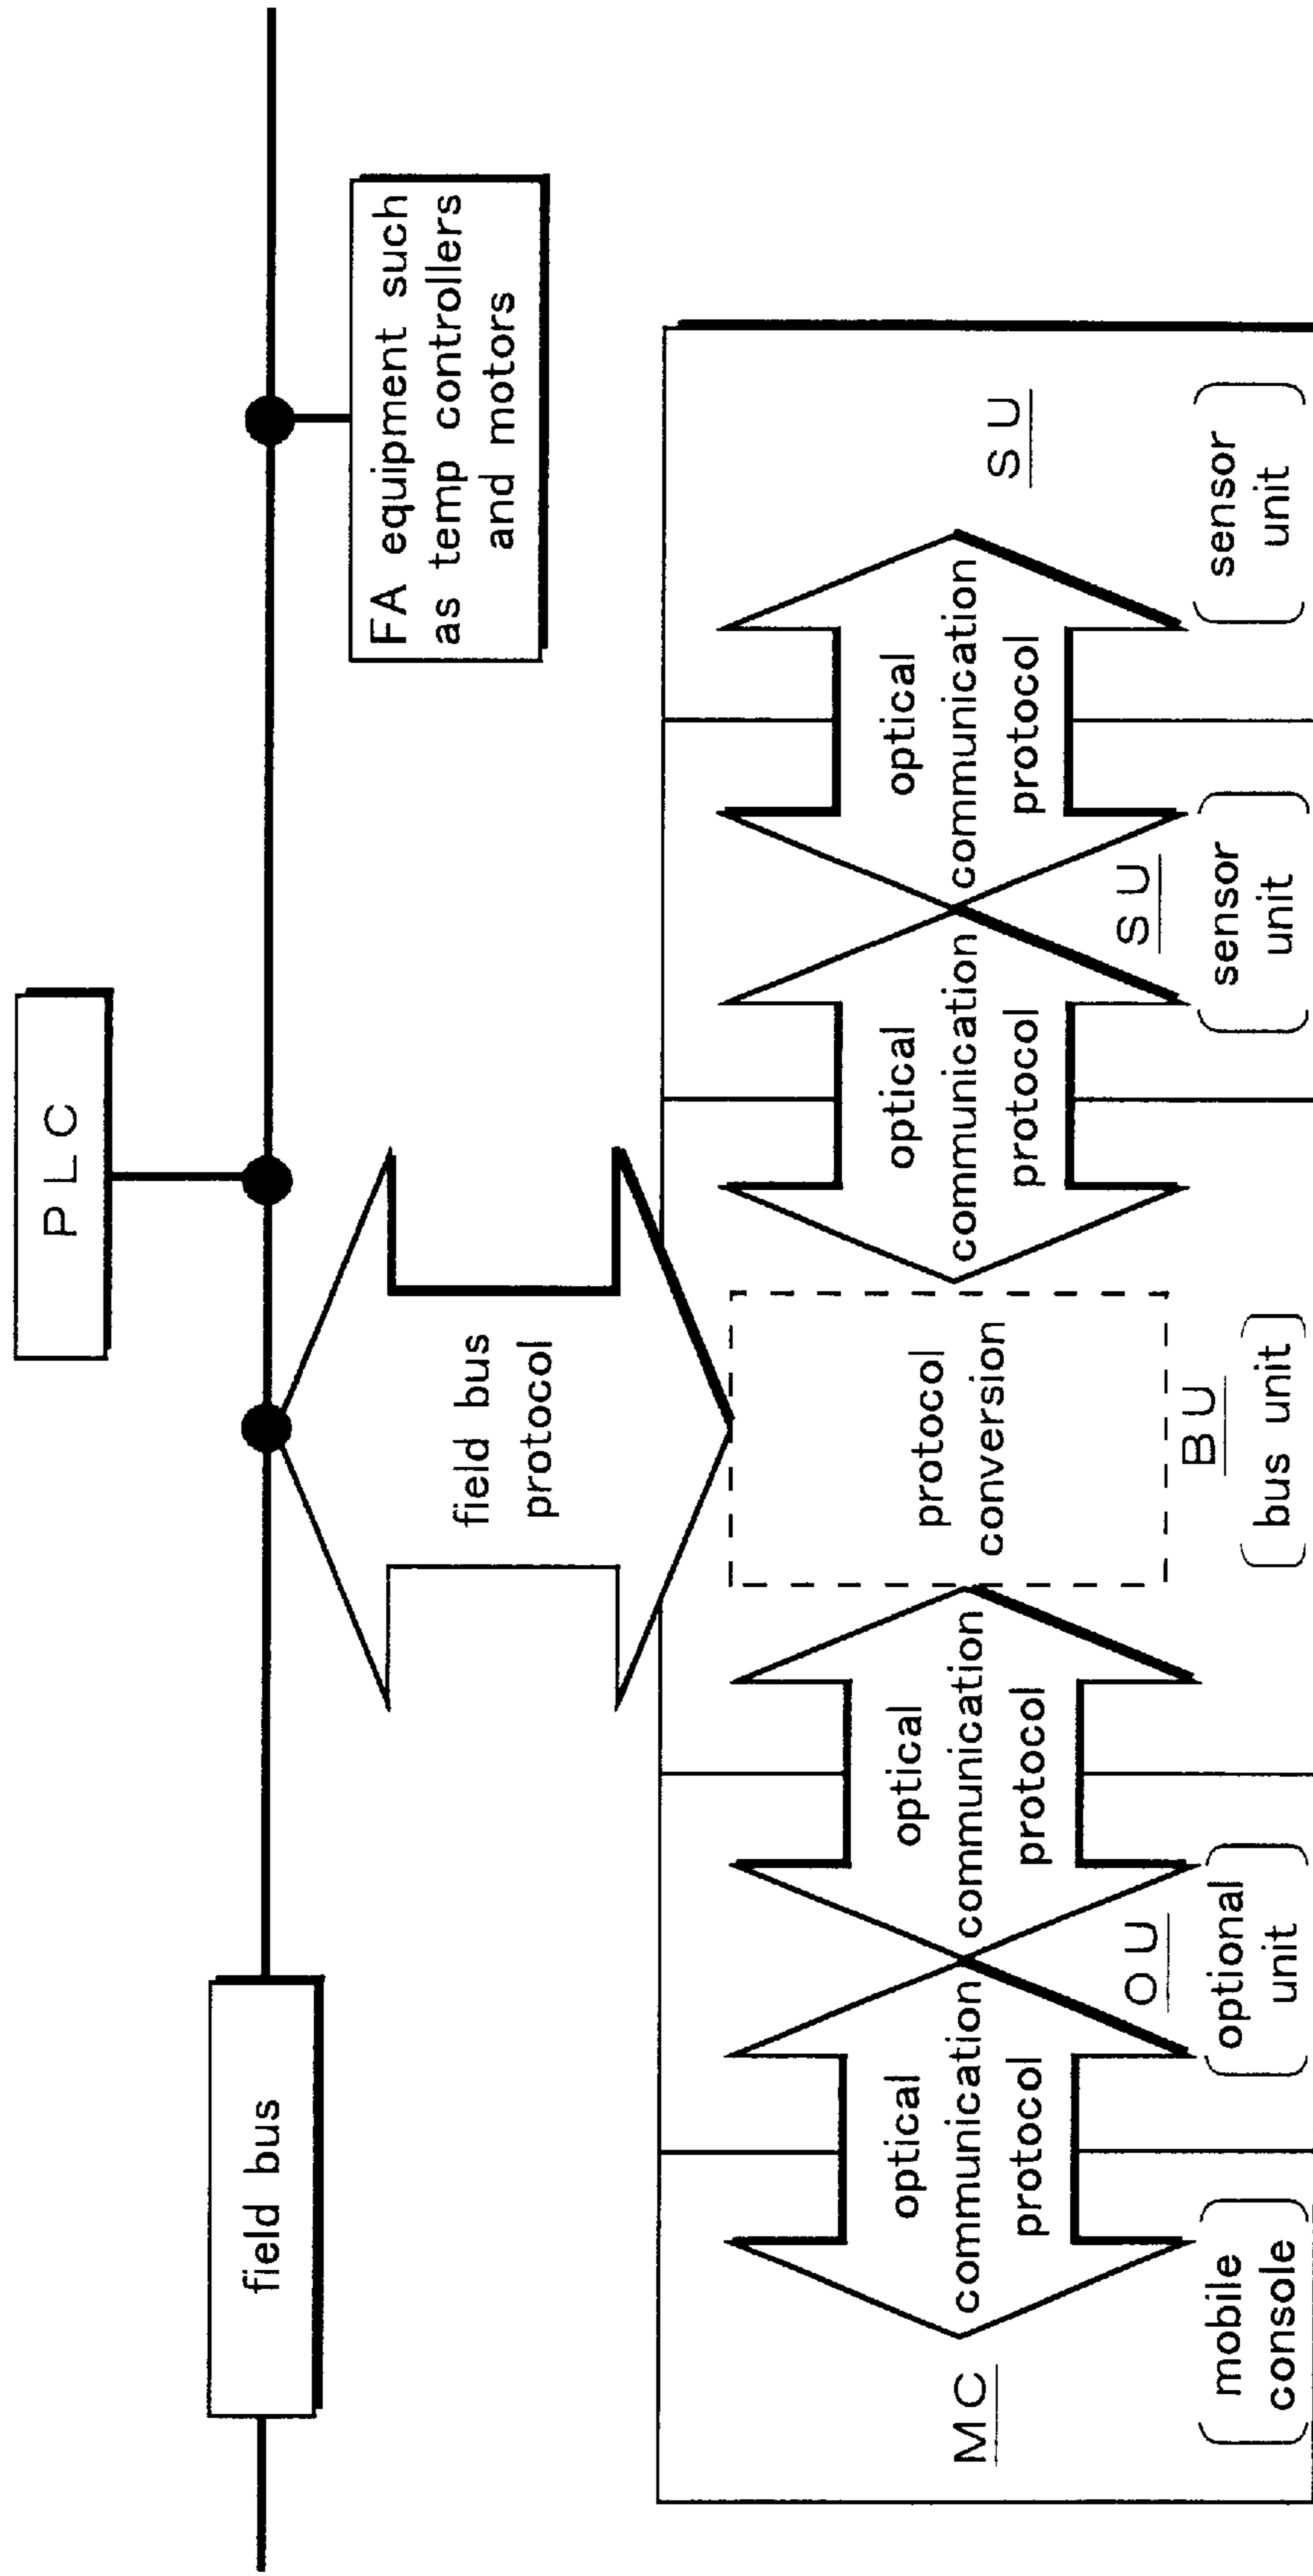 PLC
field bus
FA equipment such
as temp controllers
and motors
field bus
protocol
MC
optical
communication
protocol
OU
optical
communication
protocol
protocol
conversion
optical
communication
protocol
SU
optical
communication
protocol
SU
mobile
console
optional
unit
BU
bus unit
sensor
unit
sensor
unit